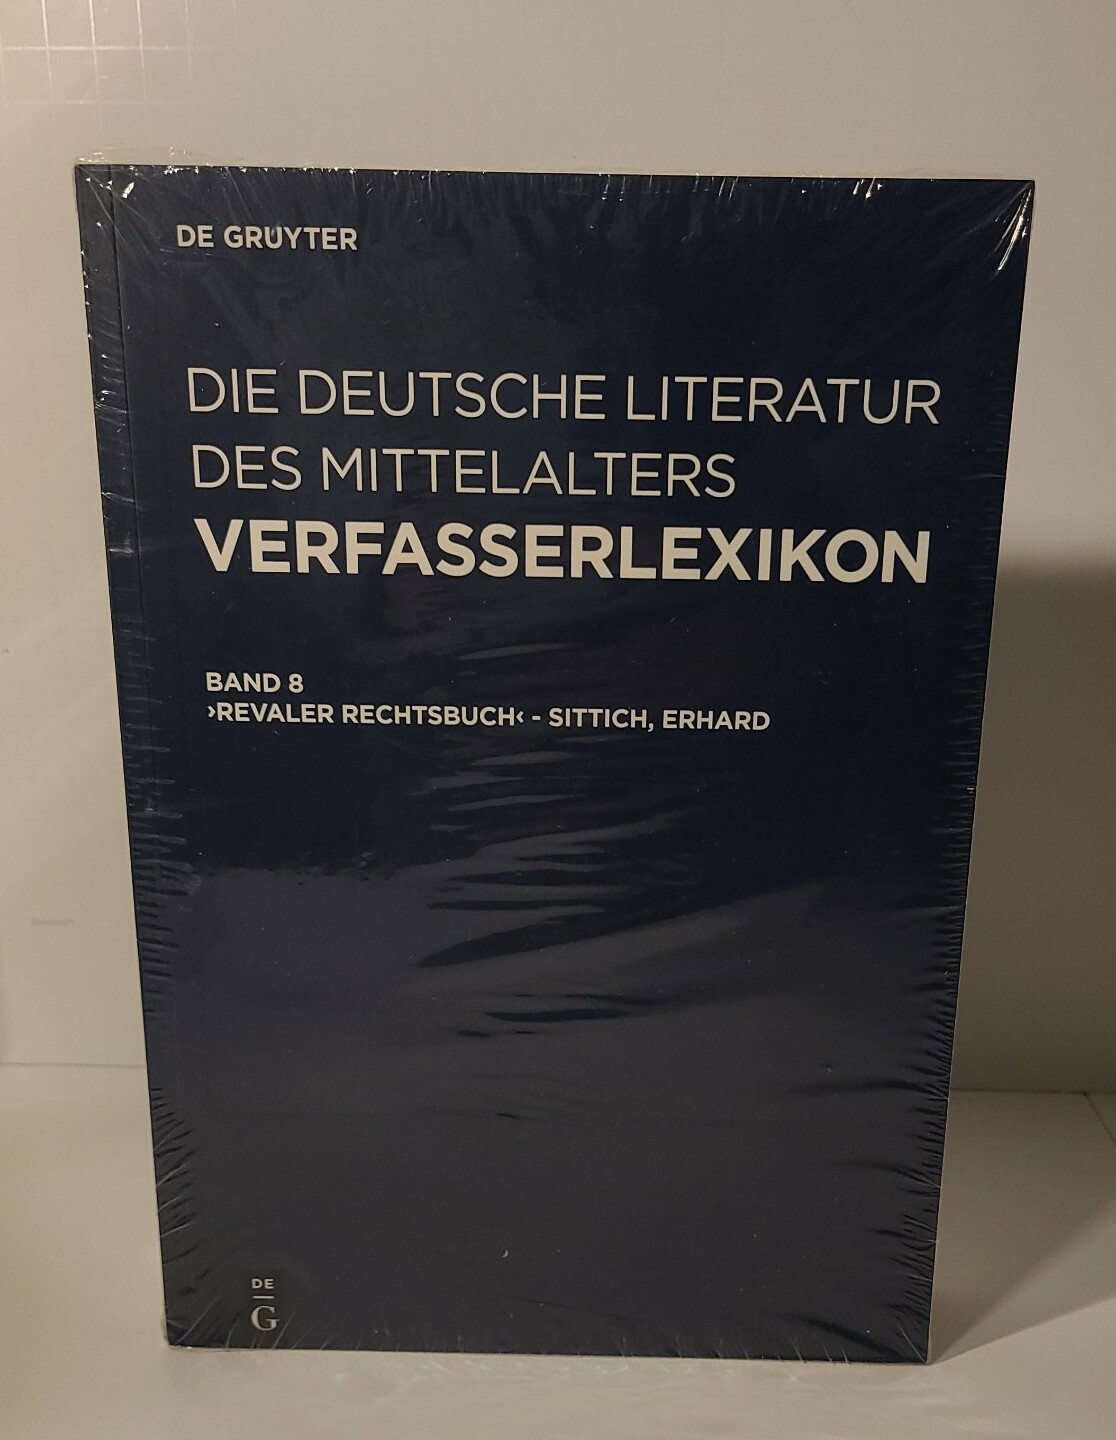 DE GRUYTER
DIE DEUTSCHE LITERATUR
DES MITTELALTERS
VERFASSERLEXIKON
BAND 8
›REVALER RECHTSBUCH‹ - SITTICH, ERHARD
DE
G